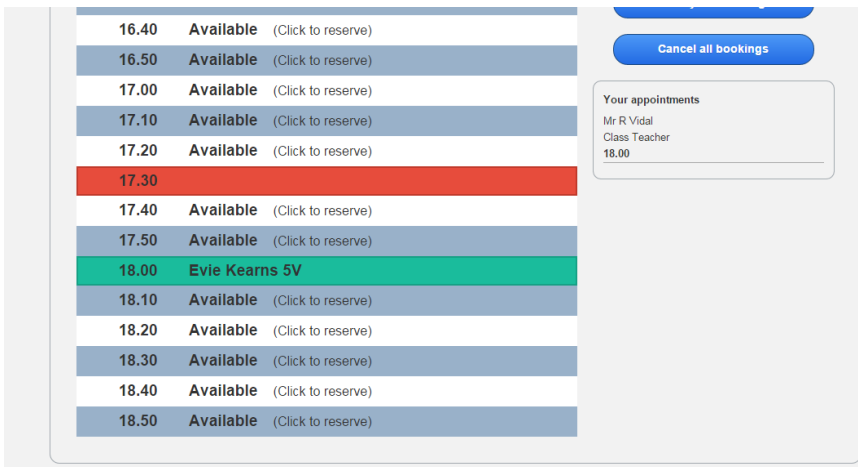 16.40 Available (Click to reserve)
16.50 Available (Click to reserve)
17.00 Available (Click to reserve)
17.10 Available (Click to reserve)
17.20 Available (Click to reserve)
17.30
17.40 Available (Click to reserve)
17.50 Available (Click to reserve)
18.00 Evie Kearns 5V
18.10 Available (Click to reserve)
18.20 Available (Click to reserve)
18.30 Available (Click to reserve)
18.40 Available (Click to reserve)
18.50 Available (Click to reserve)
Cancel all bookings
Your appointments
Mr R Vidal
Class Teacher
18.00